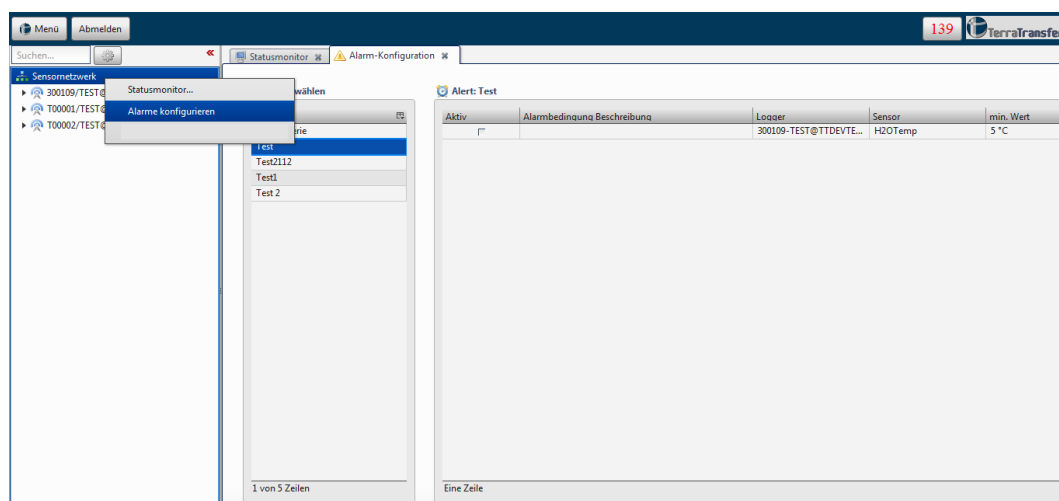 Menü Abmelden 139 TerraTransfe
Suchen... « Statusmonitor Alarm-Konfiguration
Sensornetzwerk
300109/TEST@
T00001/TEST@
T00002/TEST@
Statusmonitor...
Alarme konfigurieren
wählen
erie
Test
Test2112
Test1
Test 2
1 von 5 Zeilen
Alert: Test
Aktiv Alarmbedingung Beschreibung Logger Sensor min. Wert
300109-TEST@TTDEVTE... H2OTemp 5 °C
Eine Zeile